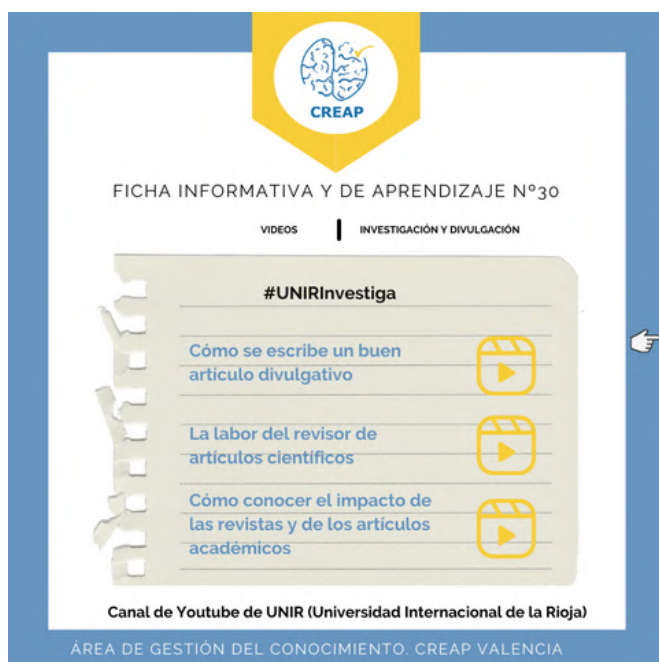 CREAP
FICHA INFORMATIVA Y DE APRENDIZAJE Nº30
VIDEOS | INVESTIGACIÓN Y DIVULGACIÓN
#UNIRInvestiga
Cómo se escribe un buen
artículo divulgativo
La labor del revisor de
artículos científicos
Cómo conocer el impacto de
las revistas y de los artículos
académicos
Canal de Youtube de UNIR (Universidad Internacional de la Rioja)
ÁREA DE GESTIÓN DEL CONOCIMIENTO. CREAP VALENCIA